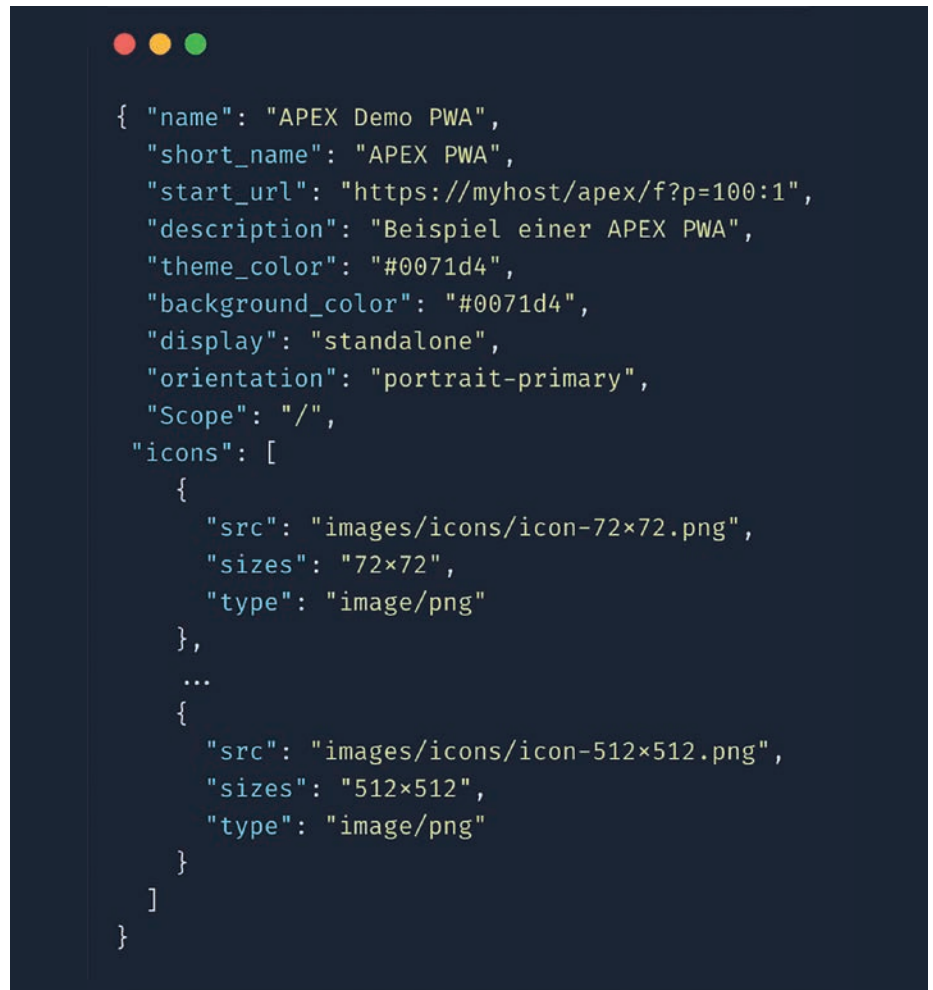 { "name": "APEX Demo PWA",
"short_name": "APEX PWA",
"start_url": "https://myhost/apex/f?p=100:1",
"description": "Beispiel einer APEX PWA",
"theme_color": "#0071d4",
"background_color": "#0071d4",
"display": "standalone",
"orientation": "portrait-primary",
"Scope": "/",
"icons": [
{
"src": "images/icons/icon-72×72.png",
"sizes": "72×72",
"type": "image/png"
},
...
{
"src": "images/icons/icon-512×512.png",
"sizes": "512×512",
"type": "image/png"
}
]
}